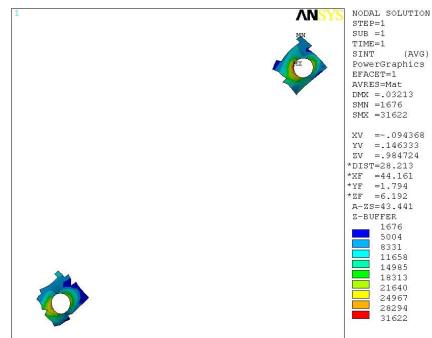 1
ANSYS
MN
MX
NODAL SOLUTION
STEP=1
SUB =1
TIME=1
SINT (AVG)
PowerGraphics
EFACET=1
AVRES=Mat
DMX =.03213
SMN =1676
SMX =31622
XV =-.094368
YV =.146333
ZV =.984724
*DIST=28.213
*XF =44.161
*YF =1.794
*ZF =6.192
A-ZS=43.441
Z-BUFFER
1676
5004
8331
11658
14985
18313
21640
24967
28294
31622